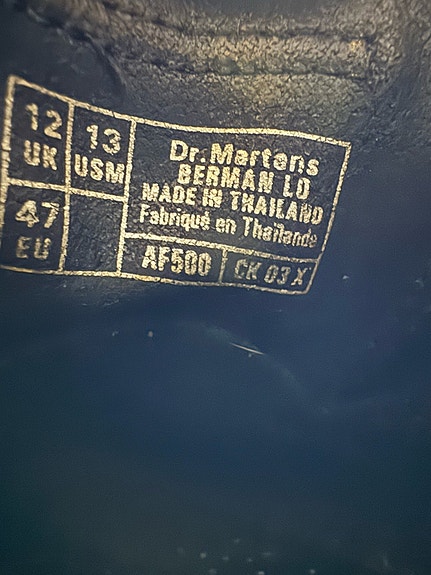 12
UK
13
USM
47
EU
Dr.Martens
BERMAN LO
MADE IN THAILAND
Fabriqué en Thaïlande
AF500
CK 03 X